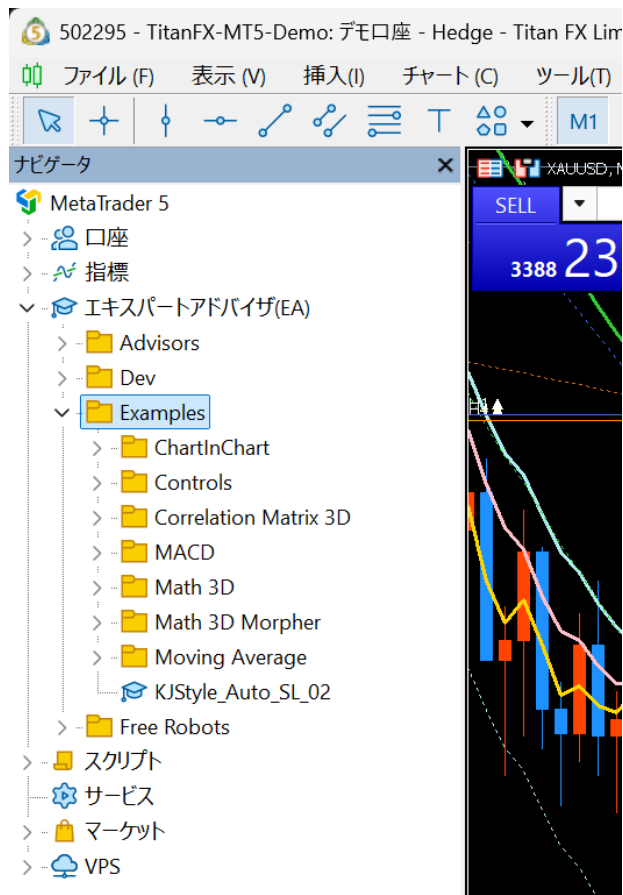 502295 - TitanFX-MT5-Demo: デモ口座 - Hedge - Titan FX Lim
ファイル (F) 表示 (V) 挿入(I) チャート (C) ツール(T)
M1
ナビゲータ
XAUUSD, M
MetaTrader 5
SELL
口座
指標
3388 23
エキスパートアドバイザ(EA)
Advisors
Dev
Examples
H4
ChartInChart
Controls
Correlation Matrix 3D
MACD
Math 3D
Math 3D Morpher
Moving Average
KJStyle_Auto_SL_02
Free Robots
スクリプト
サービス
マーケット
VPS